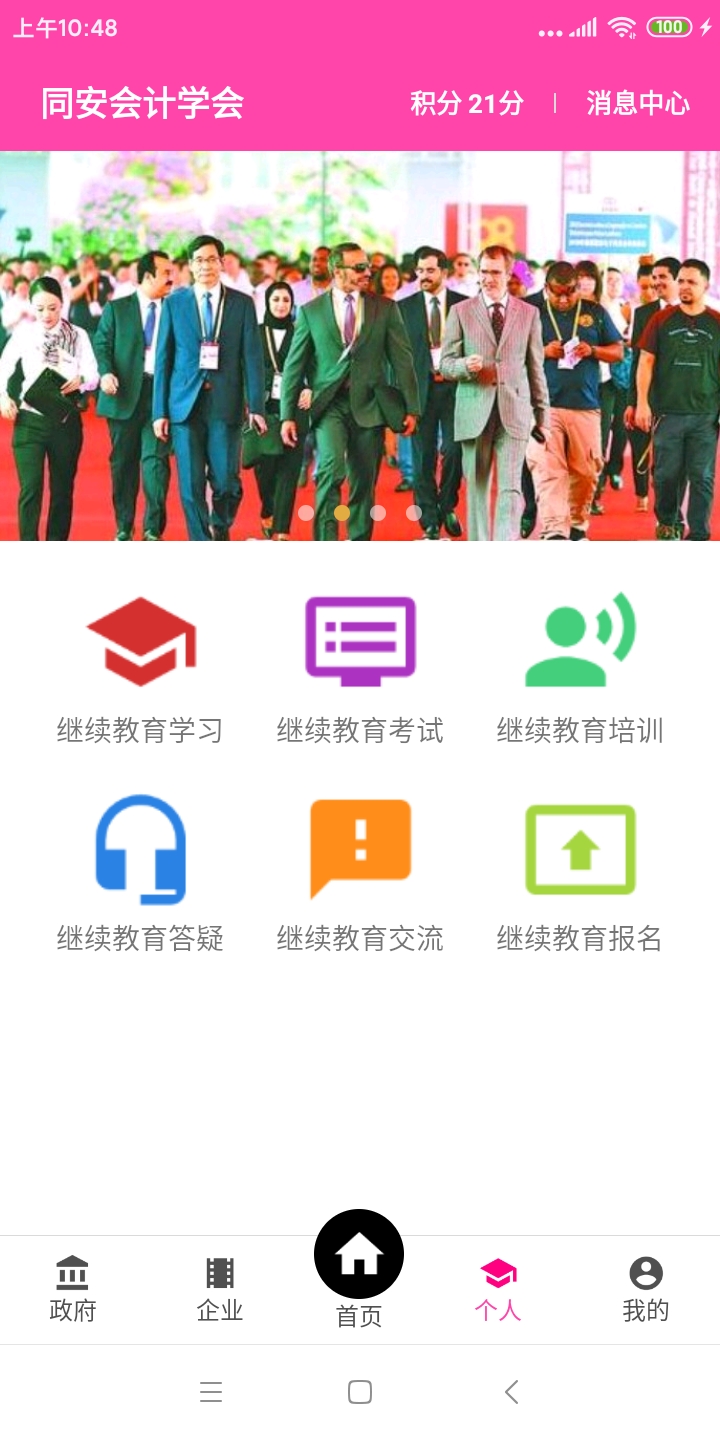 上午10:48
100
同安会计学会
积分 21分
消息中心
继续教育学习
继续教育考试
继续教育培训
继续教育答疑
继续教育交流
继续教育报名
政府
企业
首页
个人
我的